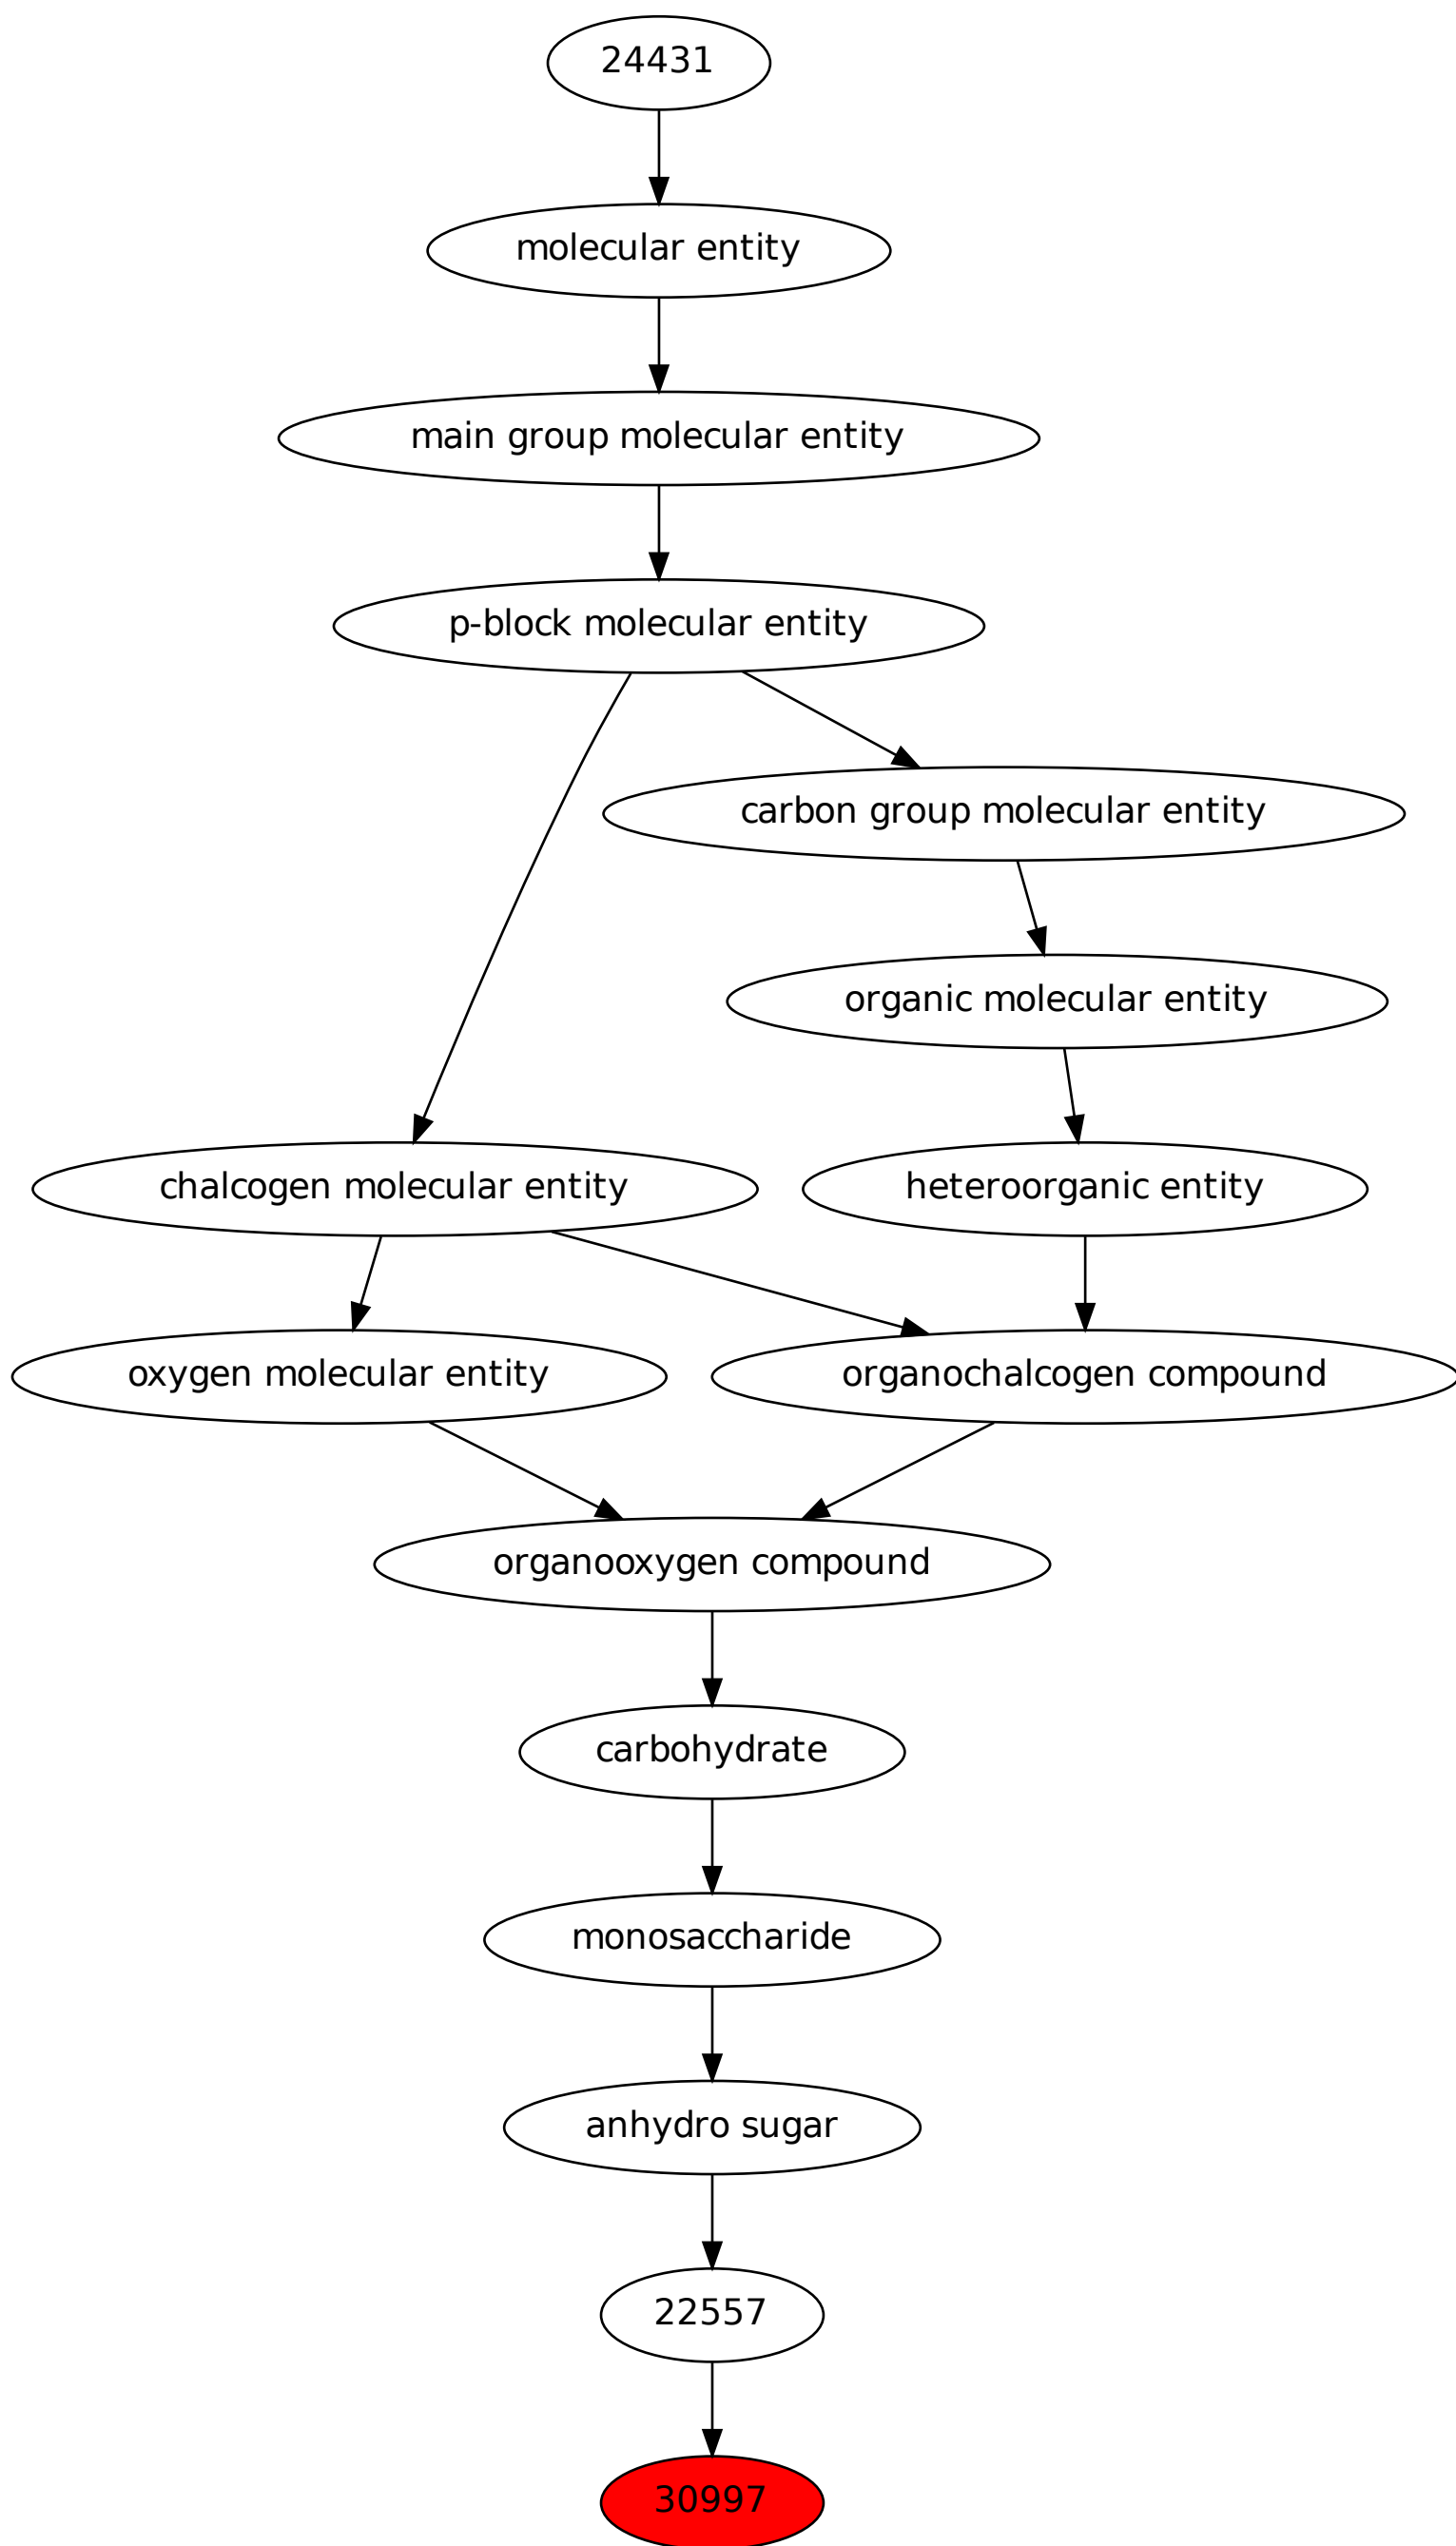 24431
molecular entity
main group molecular entity
p-block molecular entity
carbon group molecular entity
organic molecular entity
chalcogen molecular entity
heteroorganic entity
oxygen molecular entity
organochalcogen compound
organooxygen compound
carbohydrate
monosaccharide
anhydro sugar
22557
30997